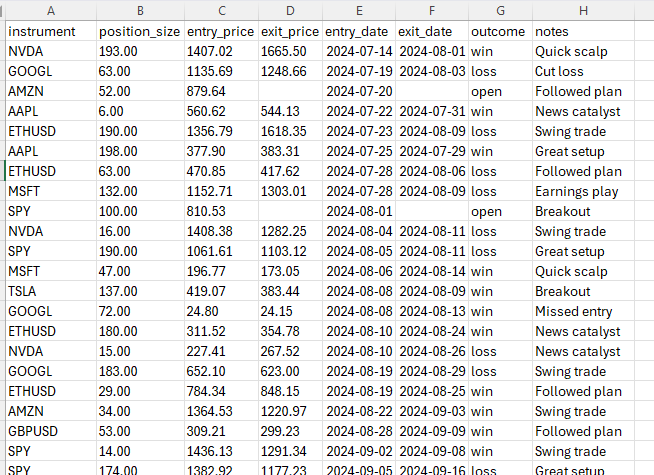 A B C D E F G H
instrument position_size entry_price exit_price entry_date exit_date outcome notes
NVDA 193.00 1407.02 1665.50 2024-07-14 2024-08-01 win Quick scalp
GOOGL 63.00 1135.69 1248.66 2024-07-19 2024-08-03 loss Cut loss
AMZN 52.00 879.64 2024-07-20 open Followed plan
AAPL 6.00 560.62 544.13 2024-07-22 2024-07-31 win News catalyst
ETHUSD 190.00 1356.79 1618.35 2024-07-23 2024-08-09 loss Swing trade
AAPL 198.00 377.90 383.31 2024-07-25 2024-07-29 win Great setup
ETHUSD 63.00 470.85 417.62 2024-07-28 2024-08-06 loss Followed plan
MSFT 132.00 1152.71 1303.01 2024-07-28 2024-08-09 loss Earnings play
SPY 100.00 810.53 2024-08-01 open Breakout
NVDA 16.00 1408.38 1282.25 2024-08-04 2024-08-11 loss Swing trade
SPY 190.00 1061.61 1103.12 2024-08-05 2024-08-11 loss Great setup
MSFT 47.00 196.77 173.05 2024-08-06 2024-08-14 win Quick scalp
TSLA 137.00 419.07 383.44 2024-08-08 2024-08-09 win Breakout
GOOGL 72.00 24.80 24.15 2024-08-08 2024-08-13 win Missed entry
ETHUSD 180.00 311.52 354.78 2024-08-10 2024-08-24 win News catalyst
NVDA 15.00 227.41 267.52 2024-08-10 2024-08-26 loss News catalyst
GOOGL 183.00 652.10 623.00 2024-08-19 2024-08-29 loss Swing trade
ETHUSD 29.00 784.34 848.15 2024-08-19 2024-08-25 win Followed plan
AMZN 34.00 1364.53 1220.97 2024-08-22 2024-09-03 win Swing trade
GBPUSD 53.00 309.21 299.23 2024-08-28 2024-09-09 win Followed plan
SPY 14.00 1436.13 1291.34 2024-09-02 2024-09-08 win Swing trade
SPY 174.00 1382.92 1177.23 2024-09-05 2024-09-16 loss Great setup